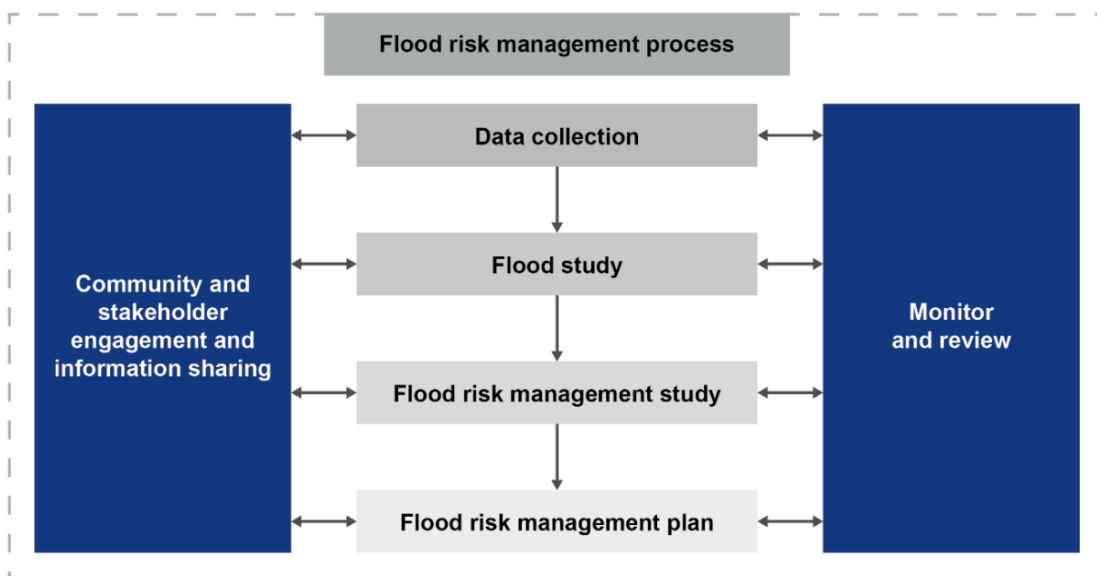 Flood risk management process
Data collection
Flood study
Community and
stakeholder
engagement and
information sharing
Monitor
and review
Flood risk management study
Flood risk management plan